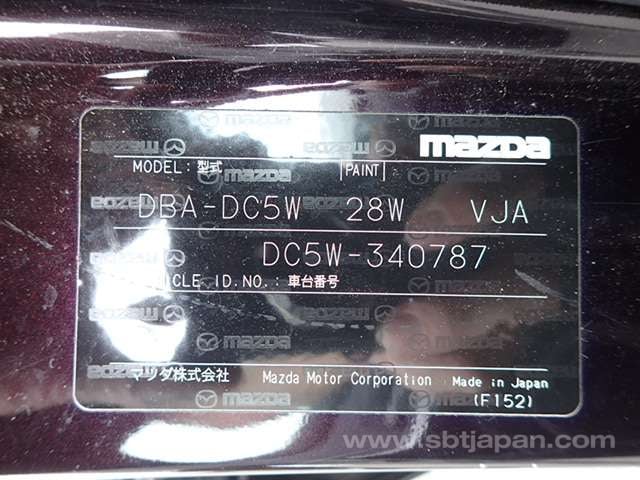 mazda
MODEL: 型式 PAINT
DBA-DC5W 28W VJA
DC5W-340787
VEHICLE ID.NO.: 車台番号
マツダ株式会社 Mazda Motor Corporation Made in Japan
(F152)
www.sbtjapan.com